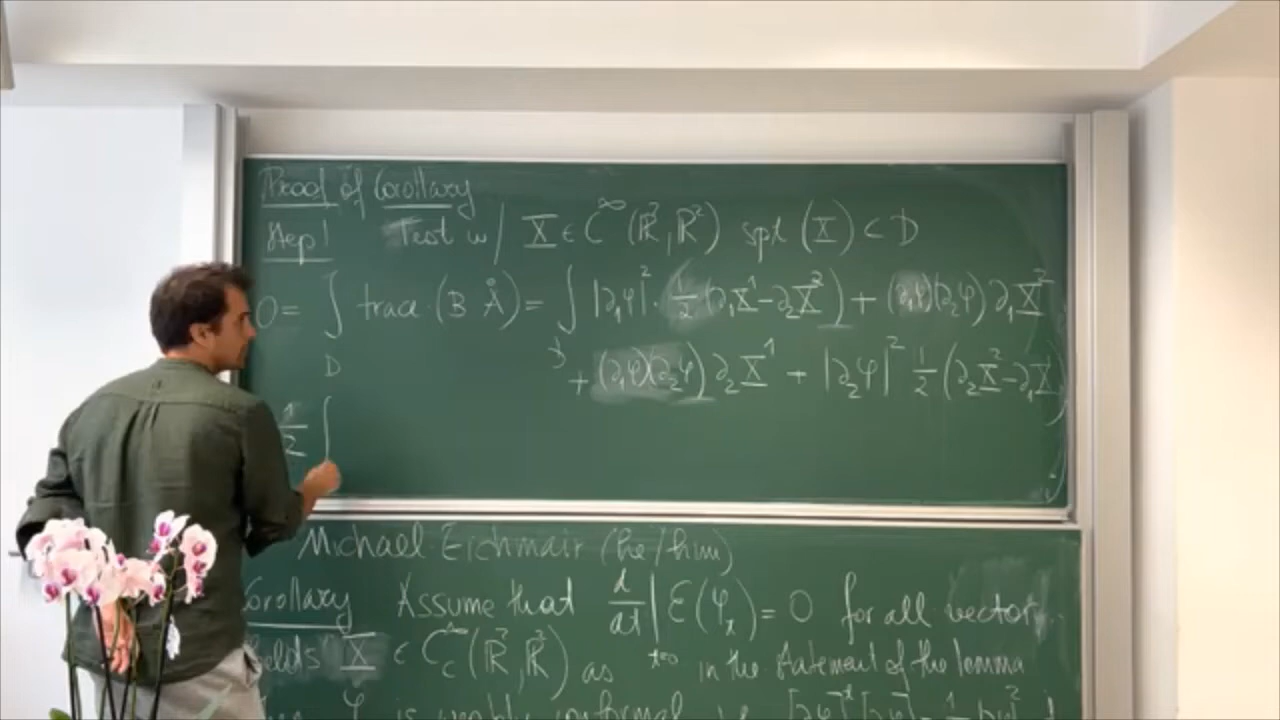 Proof of Corollary
Step 1 Test w/ X ∈ C^∞(R², R²) spt (X) ⊂ D
0 = ∫ trace (B Å) = ∫ |∂₁φ|² · ½ (∂₁X¹ - ∂₂X²) + (∂₁φ)(∂₂φ) ∂₁X²
D D + (∂₁φ)(∂₂φ) ∂₂X¹ + |∂₂φ|² ½ (∂₂X² - ∂₁X¹)
½ ∫
Michael Eichmair (he/him)
Corollary Assume that d/dt | t=0 E(φ_t) = 0 for all vector
fields X ∈ C_c^∞(R², R²) as in the statement of the lemma
φ is weakly conformal i.e.